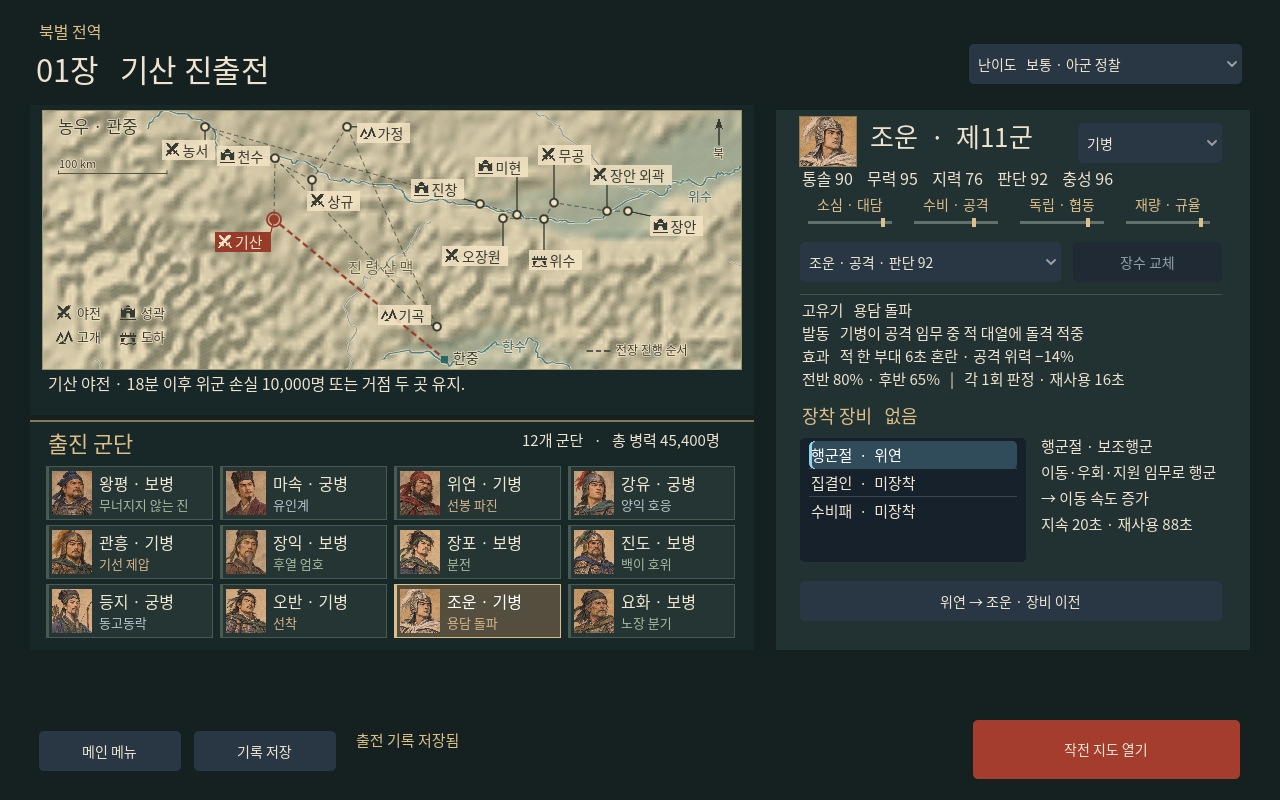 북벌 전역
01장 기산 진출전
난이도 보통 · 아군 정찰
농우 · 관중
100 km
농서
천수
가정
상규
기산
진창
미현
무공
장안 외곽
북
위수
장안
오장원
위수
진령산맥
기곡
한중
한수
야전
성곽
고개
도하
전장 진행 순서
기산 야전 · 18분 이후 위군 손실 10,000명 또는 거점 두 곳 유지.
출진 군단
12개 군단 · 총 병력 45,400명
왕평 · 보병
무너지지 않는 진
마속 · 궁병
유인계
위연 · 기병
선봉 파진
강유 · 궁병
양익 호응
관흥 · 기병
기선 제압
장익 · 보병
후열 엄호
장포 · 보병
분전
진도 · 보병
백이 호위
등지 · 궁병
동고동락
오반 · 기병
선착
조운 · 기병
용담 돌파
요화 · 보병
노장 분기
조운 · 제11군
기병
통솔 90 무력 95 지력 76 판단 92 충성 96
소심 · 대담
수비 · 공격
독립 · 협동
재량 · 규율
조운 · 공격 · 판단 92
장수 교체
고유기 용담 돌파
발동 기병이 공격 임무 중 적 대열에 돌격 적중
효과 적 한 부대 6초 혼란 · 공격 위력 −14%
전반 80% · 후반 65% | 각 1회 판정 · 재사용 16초
장착 장비 없음
행군절 · 위연
집결인 · 미장착
수비패 · 미장착
행군절 · 보조행군
이동·우회·지원 임무로 행군
→ 이동 속도 증가
지속 20초 · 재사용 88초
위연 → 조운 · 장비 이전
메인 메뉴
기록 저장
출전 기록 저장됨
작전 지도 열기